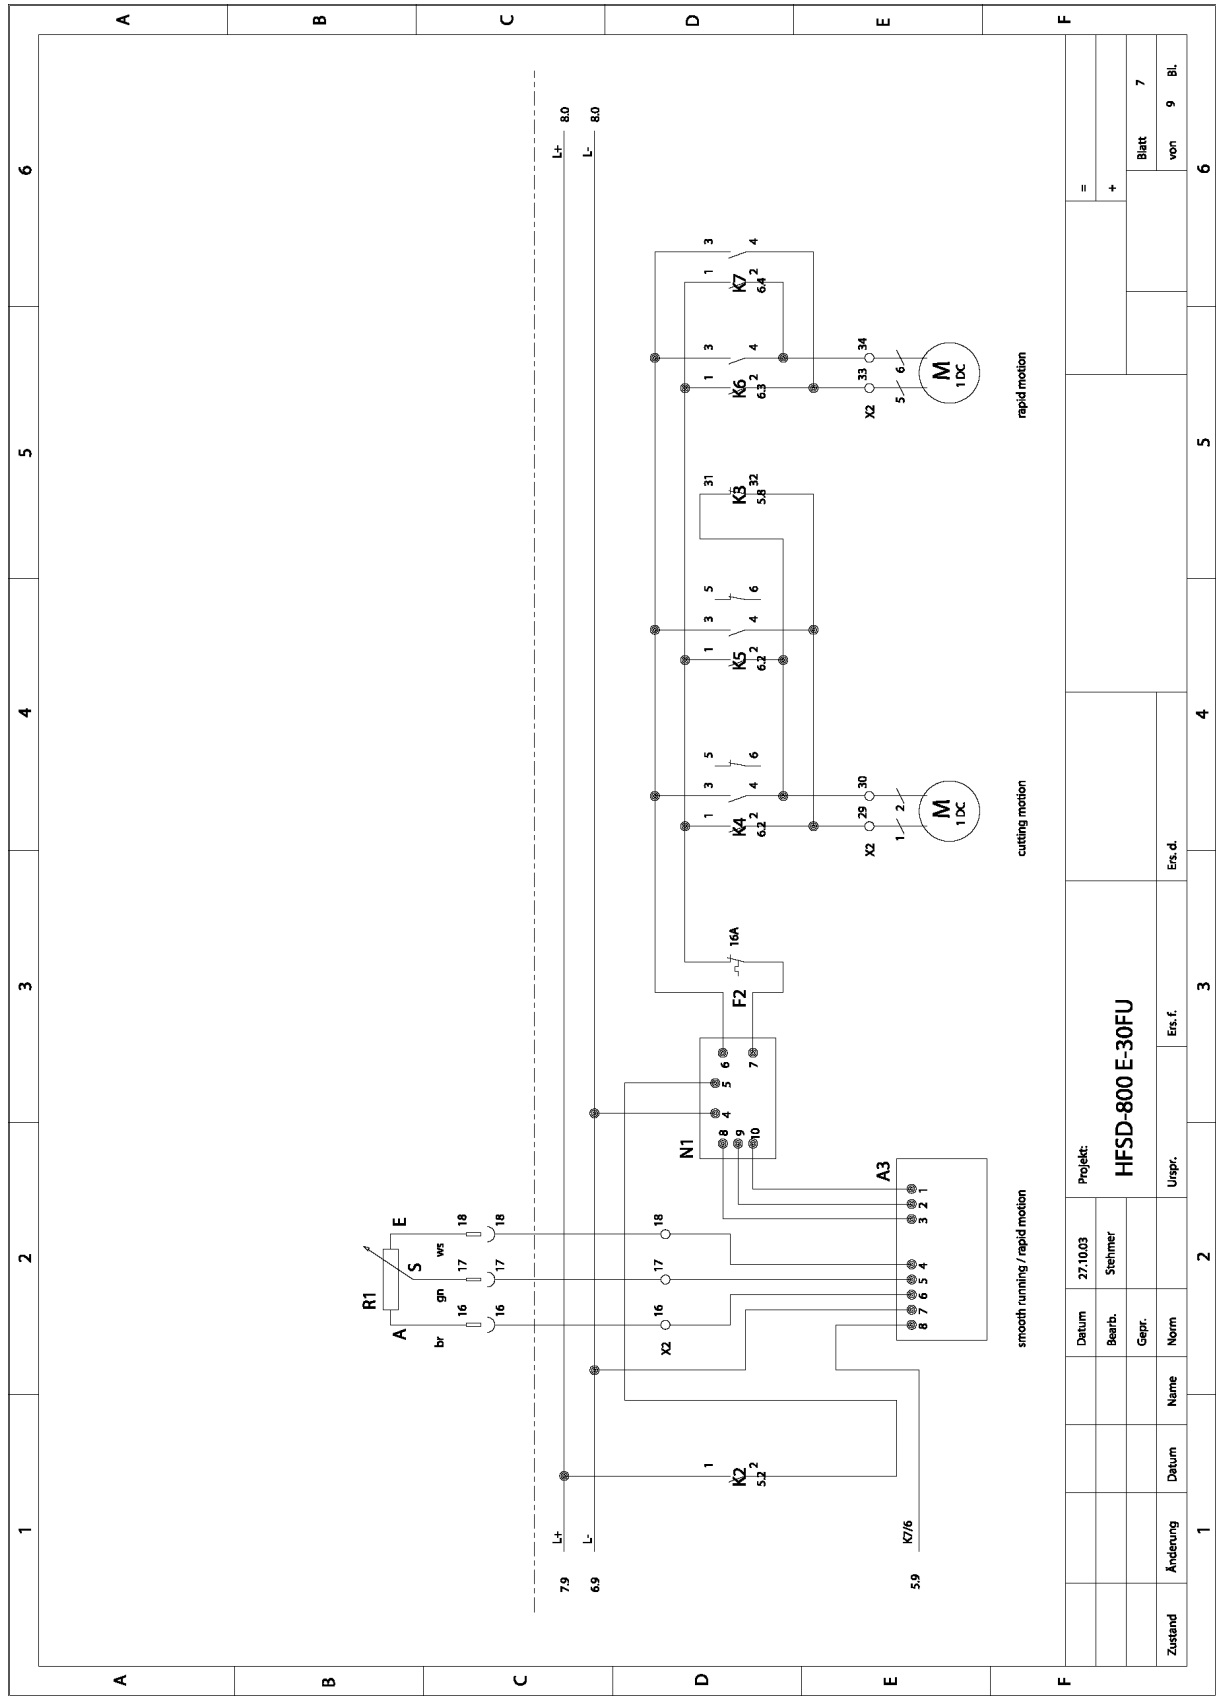 1 2 3 4 5 6
A
B
C
D
E
F
R1
A S E
br gn ws
16 17 18
16 17 18
7.9 L+ L+ 8.0
6.9 L- L- 8.0
X2 16 17 18
K2 1 2
5.2
N1
8 9 10 4 5 6 7
F2 16A
K4 1 2 3 4 5 6
6.2
K5 1 2 3 4 5 6
6.2
K3 31 32
5.8
K6 1 2 3 4
6.3
K7 1 2 3 4
6.4
A3
8 7 6 5 4 3 2 1
X2 29 30
1 2
M
1 DC
X2 33 34
5 6
M
1 DC
5.9 K7/6
smooth running / rapid motion
cutting motion
rapid motion
Datum 27.10.03 Projekt: =
Bearb. Stehmer HFSD-800 E-30FU +
Gepr. Blatt 7
Zustand Änderung Datum Name Norm Urspr. Ers. f. Ers. d. von 9 Bl.
A
B
C
D
E
F
1 2 3 4 5 6